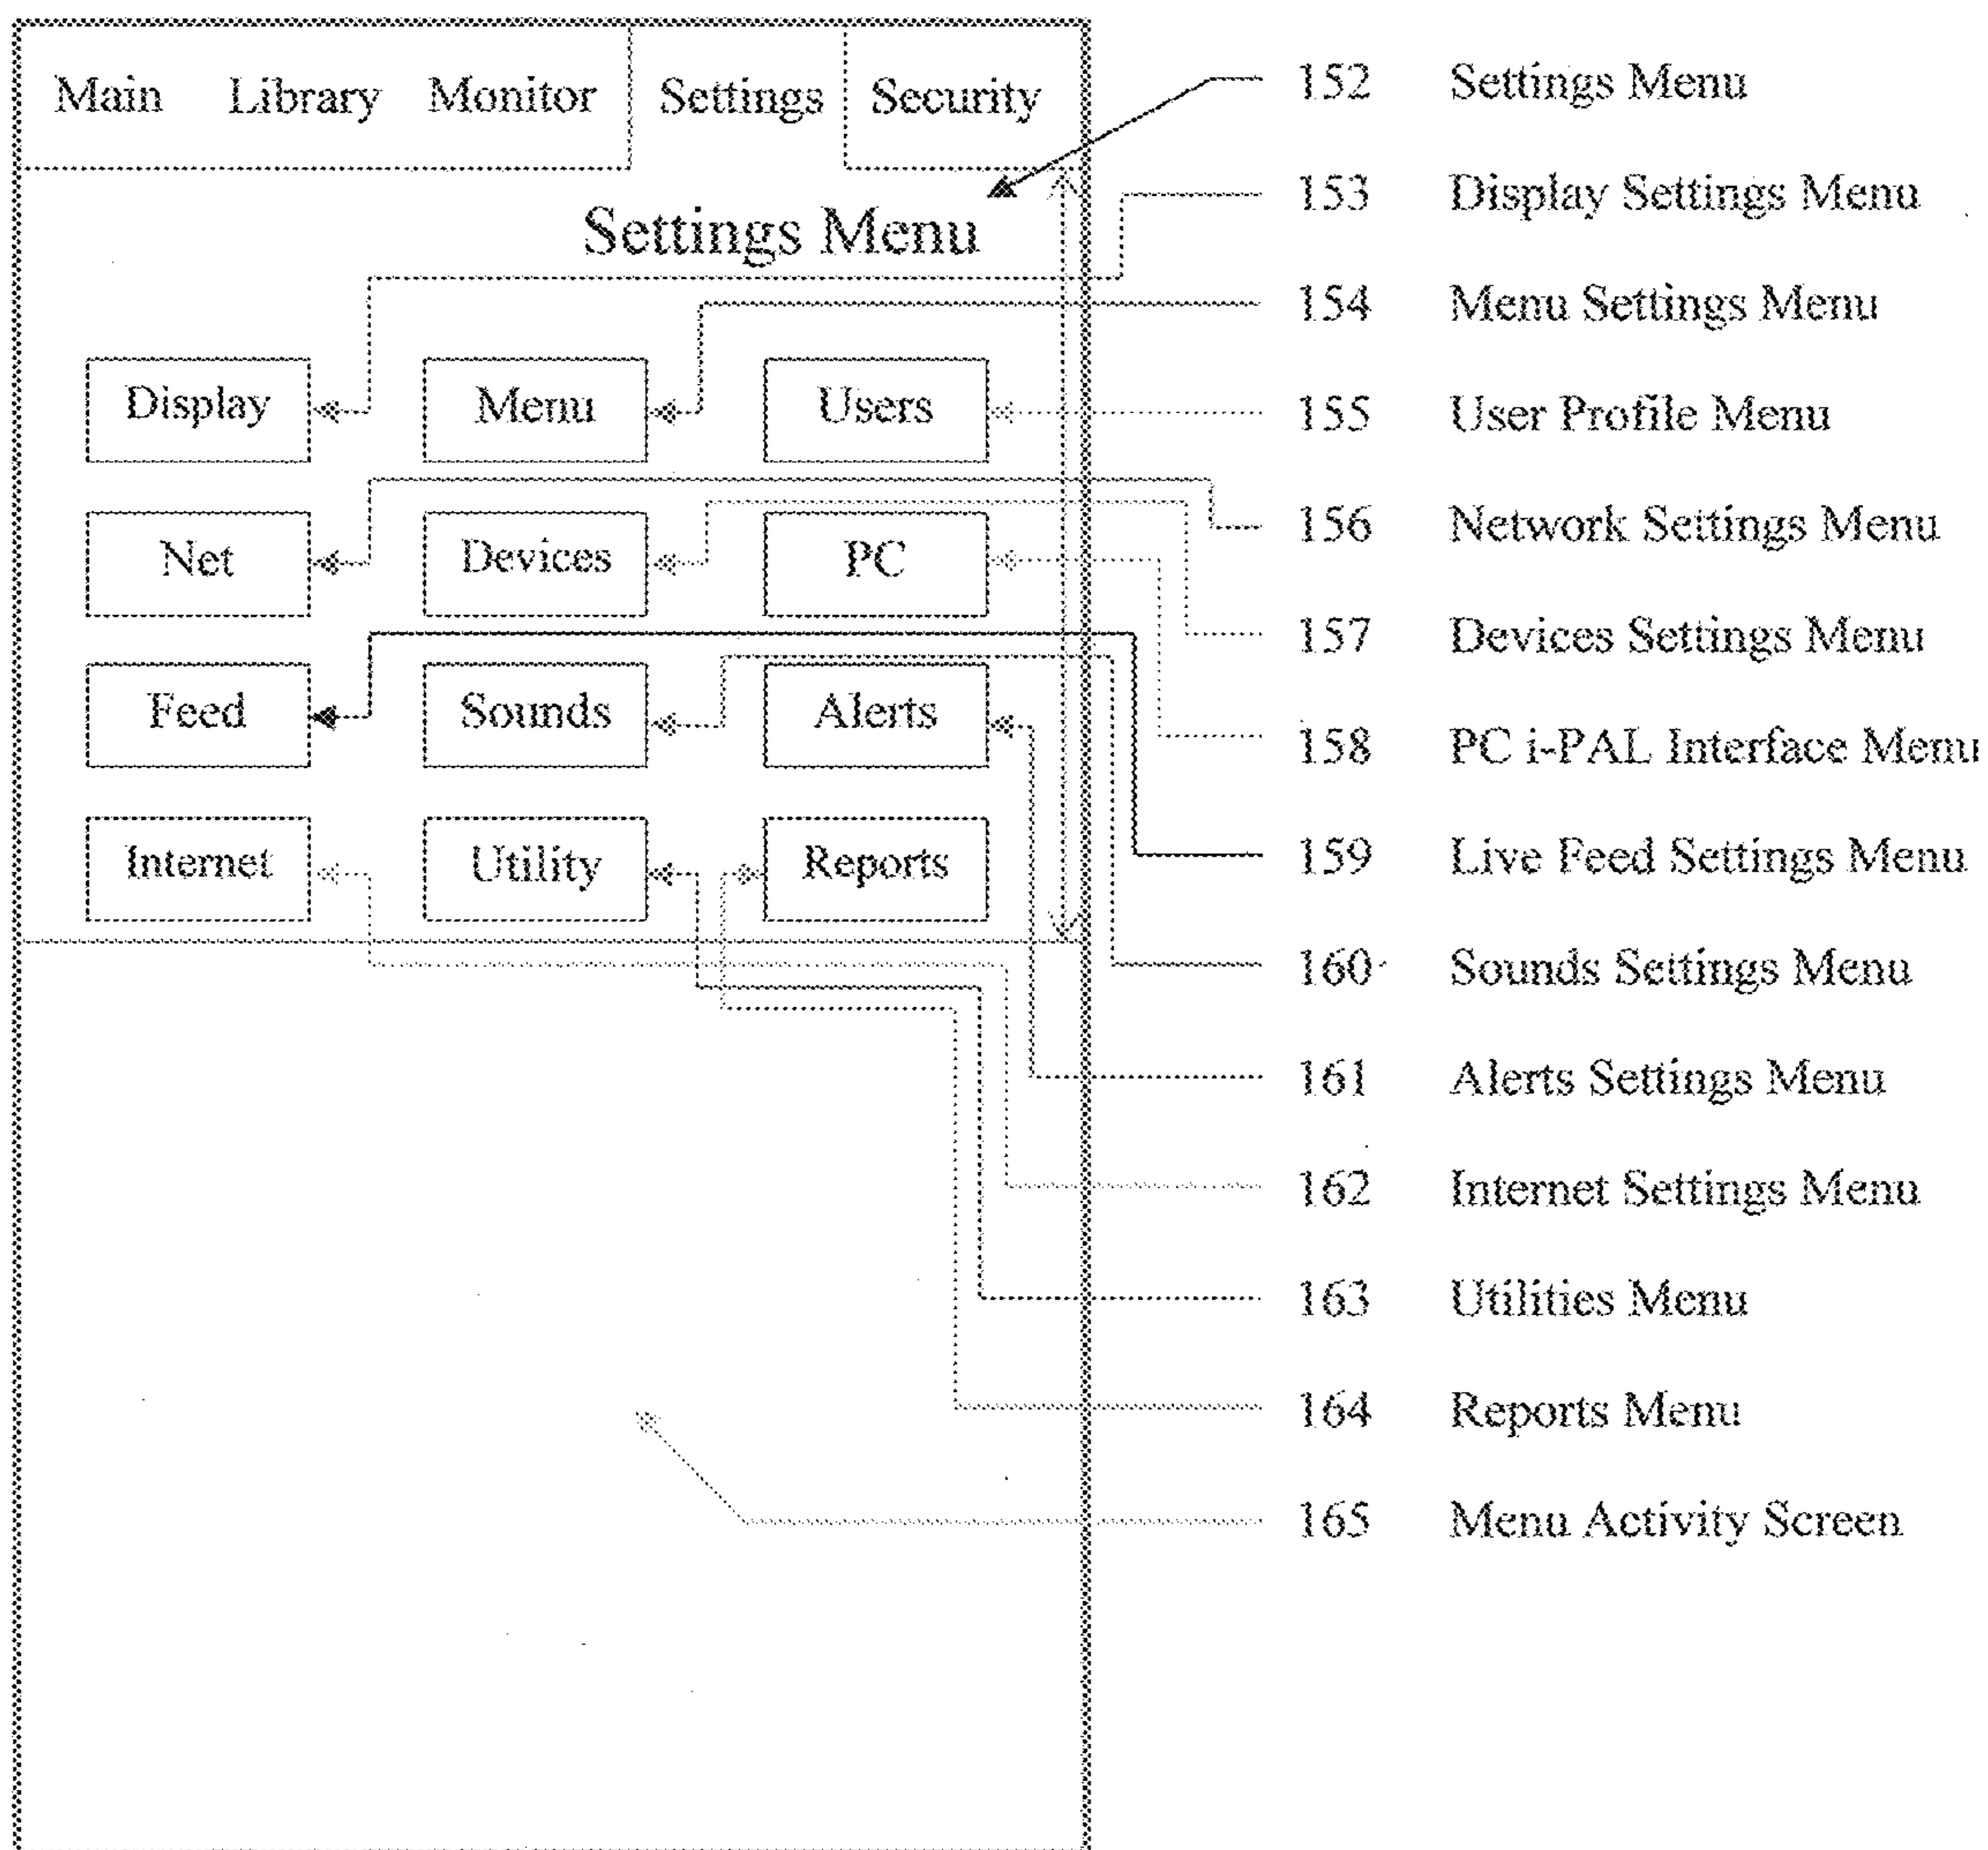 Main Library Monitor Settings Security
Settings Menu
Display Menu Users
Net Devices PC
Feed Sounds Alerts
Internet Utility Reports
152 Settings Menu
153 Display Settings Menu
154 Menu Settings Menu
155 User Profile Menu
156 Network Settings Menu
157 Devices Settings Menu
158 PC i-PAL Interface Menu
159 Live Feed Settings Menu
160 Sounds Settings Menu
161 Alerts Settings Menu
162 Internet Settings Menu
163 Utilities Menu
164 Reports Menu
165 Menu Activity Screen